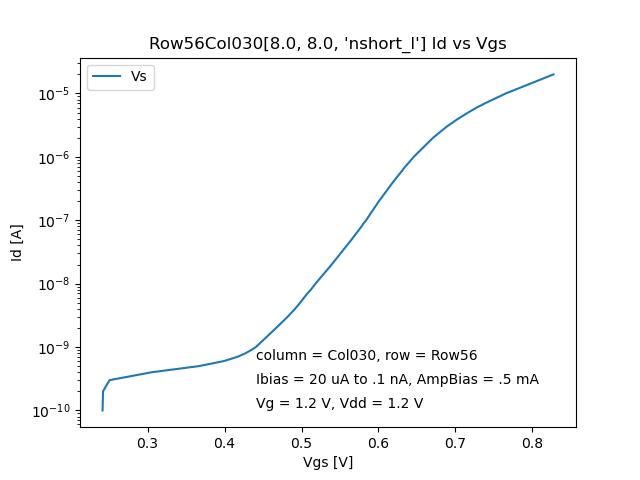 Row56Col030[8.0, 8.0, 'nshort_l'] Id vs Vgs
Vs
10⁻⁵
10⁻⁶
10⁻⁷
10⁻⁸
10⁻⁹
10⁻¹⁰
Id [A]
column = Col030, row = Row56
Ibias = 20 uA to .1 nA, AmpBias = .5 mA
Vg = 1.2 V, Vdd = 1.2 V
0.3 0.4 0.5 0.6 0.7 0.8
Vgs [V]